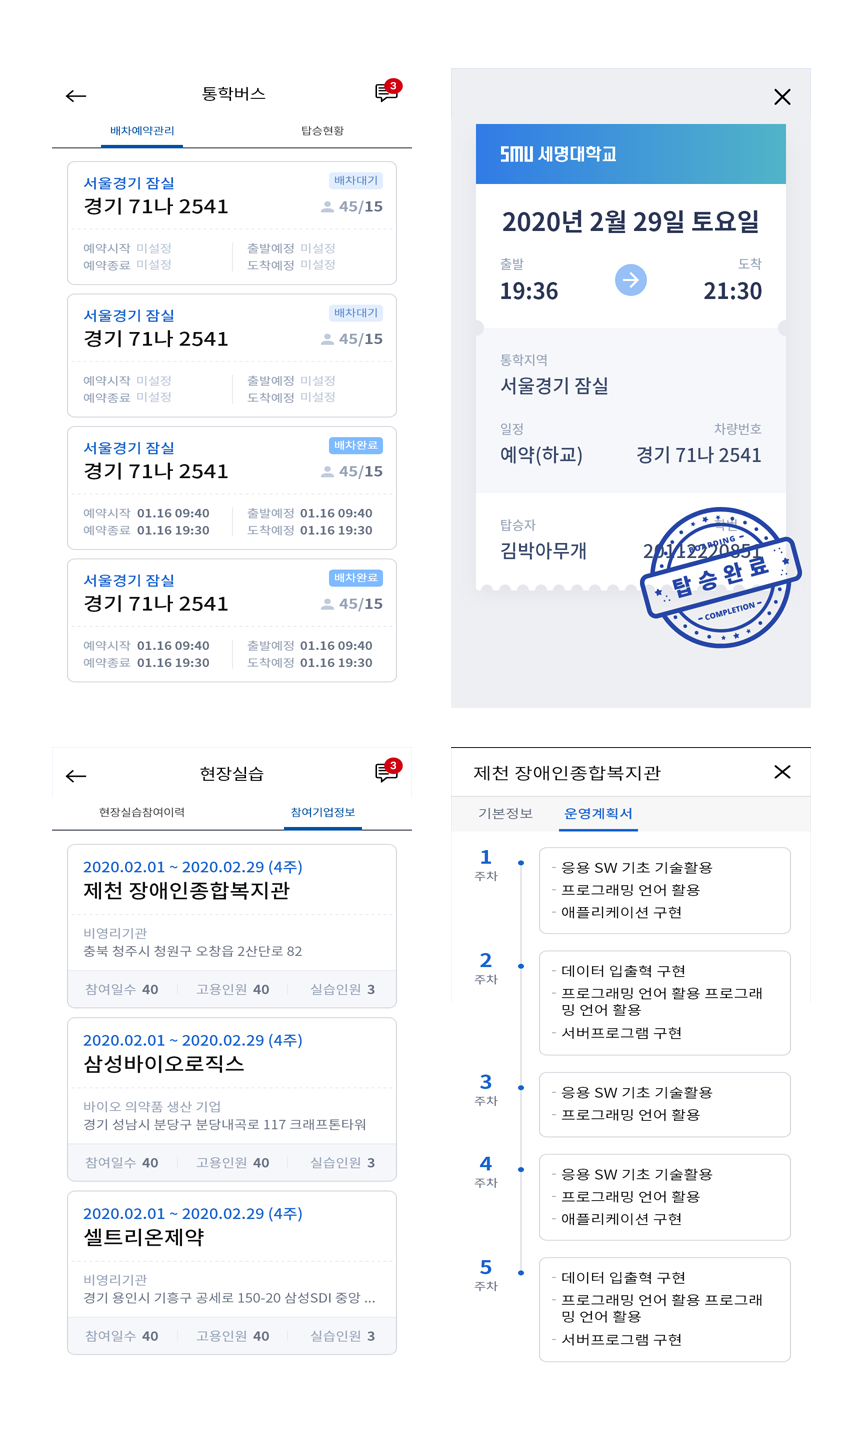 통학버스
3
배차예약관리
탑승현황
서울경기 잠실
배차대기
경기 71나 2541
45/15
예약시작 미설정
출발예정 미설정
예약종료 미설정
도착예정 미설정
서울경기 잠실
배차대기
경기 71나 2541
45/15
예약시작 미설정
출발예정 미설정
예약종료 미설정
도착예정 미설정
서울경기 잠실
배차완료
경기 71나 2541
45/15
예약시작 01.16 09:40
출발예정 01.16 09:40
예약종료 01.16 19:30
도착예정 01.16 19:30
서울경기 잠실
배차완료
경기 71나 2541
45/15
예약시작 01.16 09:40
출발예정 01.16 09:40
예약종료 01.16 19:30
도착예정 01.16 19:30
SMU 세명대학교
2020년 2월 29일 토요일
출발
도착
19:36
21:30
통학지역
서울경기 잠실
일정
차량번호
예약(하교)
경기 71나 2541
탑승자
학번
김박아무개
20112220851
BOARDING
탑승완료
COMPLETION
현장실습
3
현장실습참여이력
참여기업정보
2020.02.01 ~ 2020.02.29 (4주)
제천 장애인종합복지관
비영리기관
충북 청주시 청원구 오창읍 2산단로 82
참여일수 40
고용인원 40
실습인원 3
2020.02.01 ~ 2020.02.29 (4주)
삼성바이오로직스
바이오 의약품 생산 기업
경기 성남시 분당구 분당내곡로 117 크래프톤타워
참여일수 40
고용인원 40
실습인원 3
2020.02.01 ~ 2020.02.29 (4주)
셀트리온제약
비영리기관
경기 용인시 기흥구 공세로 150-20 삼성SDI 중앙 ...
참여일수 40
고용인원 40
실습인원 3
제천 장애인종합복지관
기본정보
운영계획서
1
주차
- 응용 SW 기초 기술활용
- 프로그래밍 언어 활용
- 애플리케이션 구현
2
주차
- 데이터 입출혁 구현
- 프로그래밍 언어 활용 프로그래
밍 언어 활용
- 서버프로그램 구현
3
주차
- 응용 SW 기초 기술활용
- 프로그래밍 언어 활용
4
주차
- 응용 SW 기초 기술활용
- 프로그래밍 언어 활용
- 애플리케이션 구현
5
주차
- 데이터 입출혁 구현
- 프로그래밍 언어 활용 프로그래
밍 언어 활용
- 서버프로그램 구현